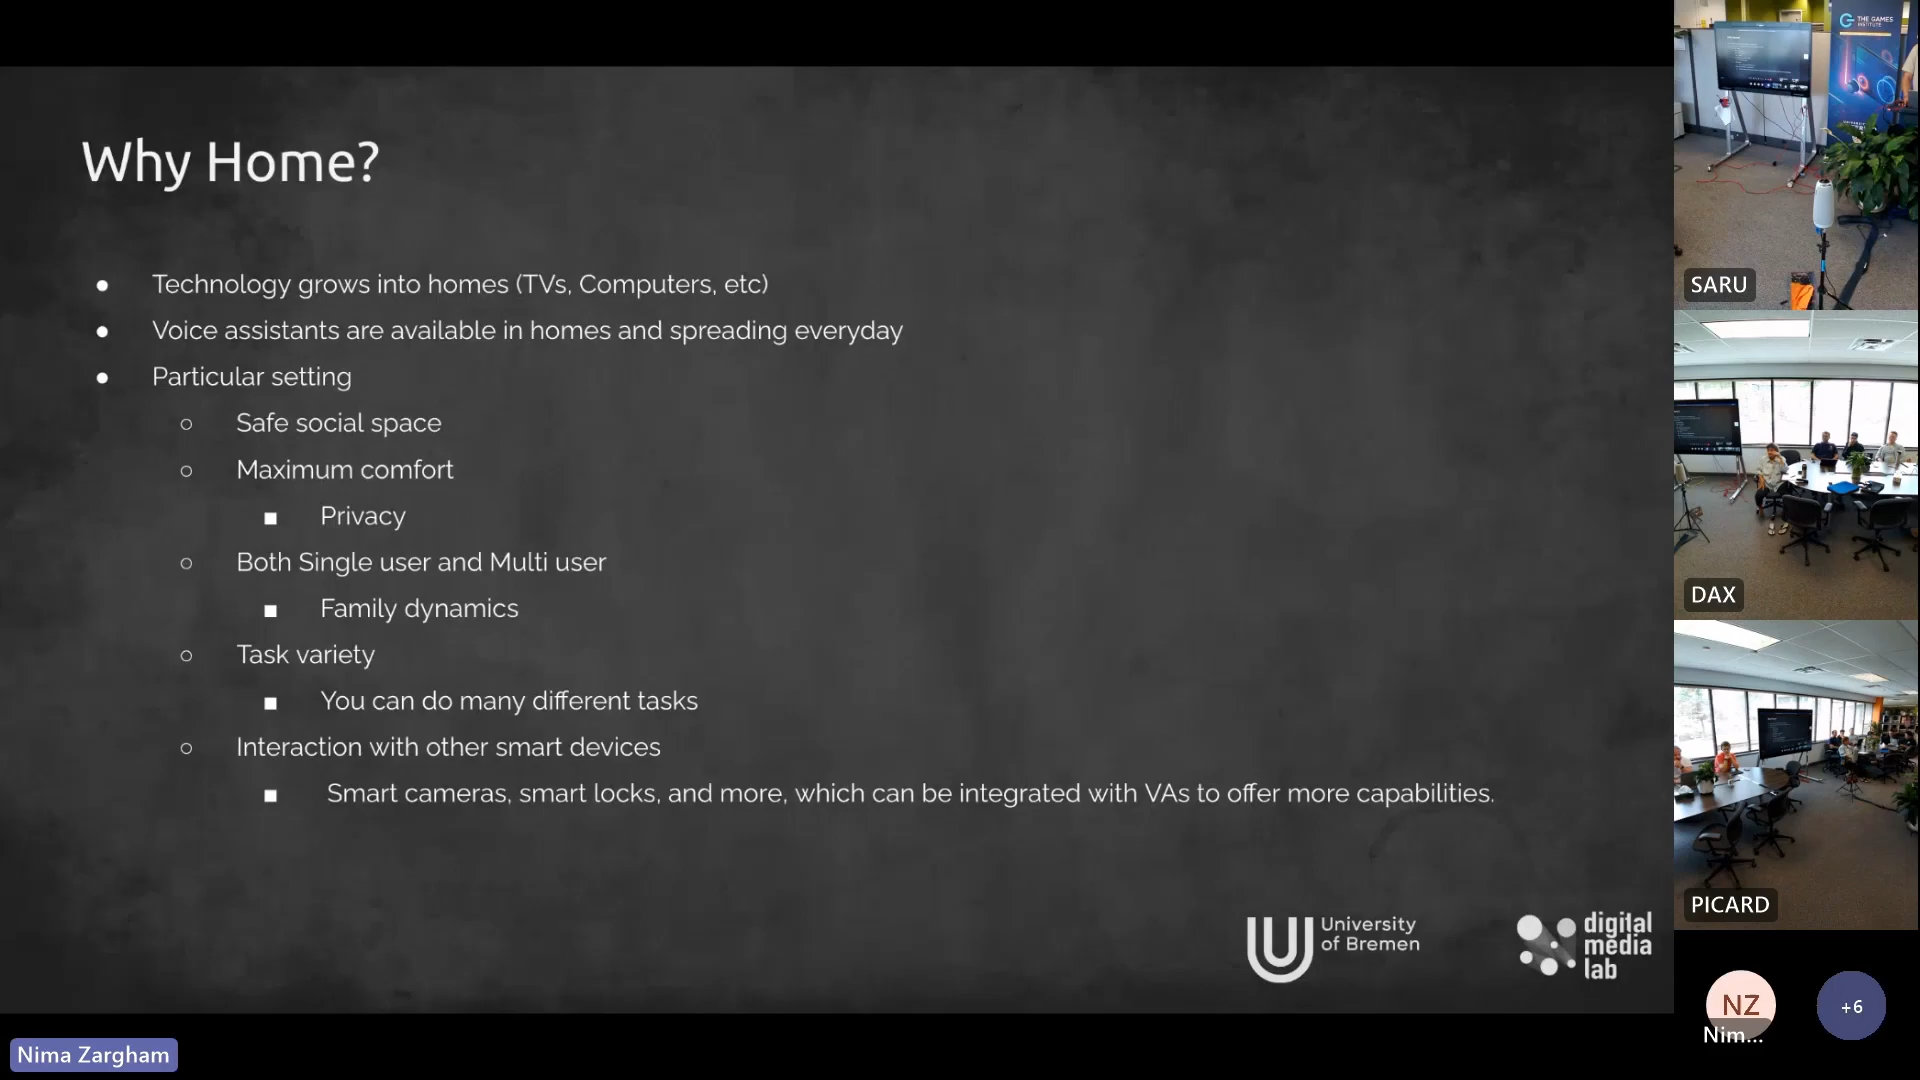 Why Home?
● Technology grows into homes (TVs, Computers, etc)
● Voice assistants are available in homes and spreading everyday
● Particular setting
○ Safe social space
○ Maximum comfort
■ Privacy
○ Both Single user and Multi user
■ Family dynamics
○ Task variety
■ You can do many different tasks
○ Interaction with other smart devices
■ Smart cameras, smart locks, and more, which can be integrated with VAs to offer more capabilities.
University
of Bremen
digital
media
lab
Nima Zargham
THE GAMES
INSTITUTE
SARU
DAX
PICARD
NZ
Nim...
+6